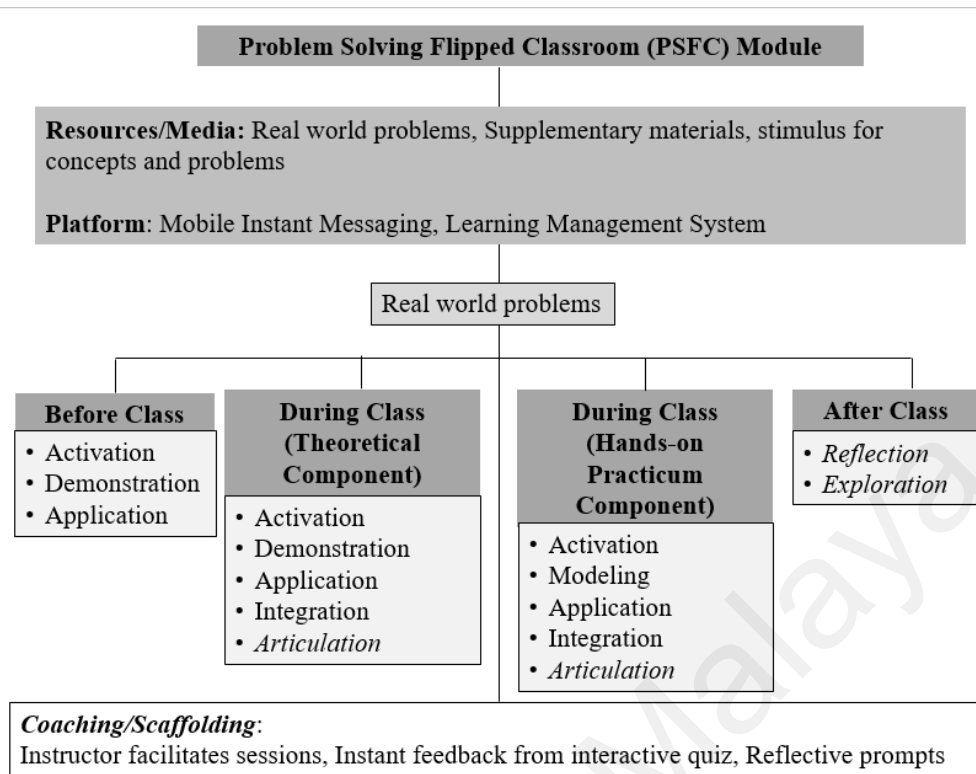 Problem Solving Flipped Classroom (PSFC) Module
Resources/Media: Real world problems, Supplementary materials, stimulus for
concepts and problems
Platform: Mobile Instant Messaging, Learning Management System
Real world problems
Before Class
• Activation
• Demonstration
• Application
During Class
(Theoretical
Component)
• Activation
• Demonstration
• Application
• Integration
• Articulation
During Class
(Hands-on
Practicum
Component)
• Activation
• Modeling
• Application
• Integration
• Articulation
After Class
• Reflection
• Exploration
Coaching/Scaffolding:
Instructor facilitates sessions, Instant feedback from interactive quiz, Reflective prompts
Malaya